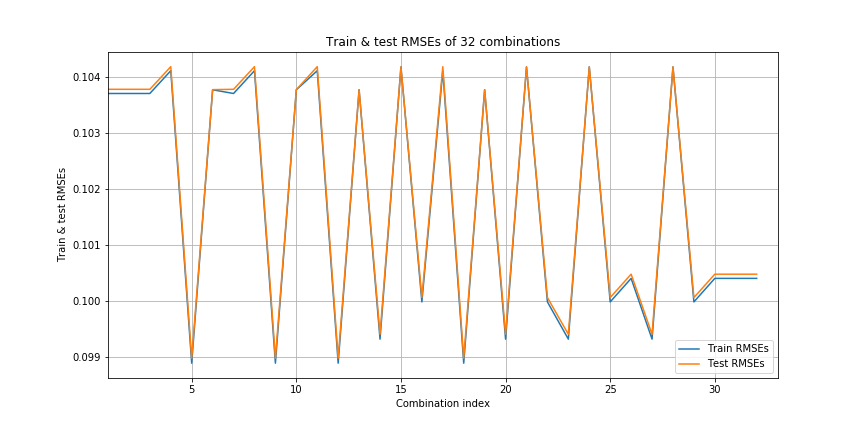 Train & test RMSEs of 32 combinations
Train & test RMSEs
0.104
0.103
0.102
0.101
0.100
0.099
5
10
15
20
25
30
Combination index
Train RMSEs
Test RMSEs